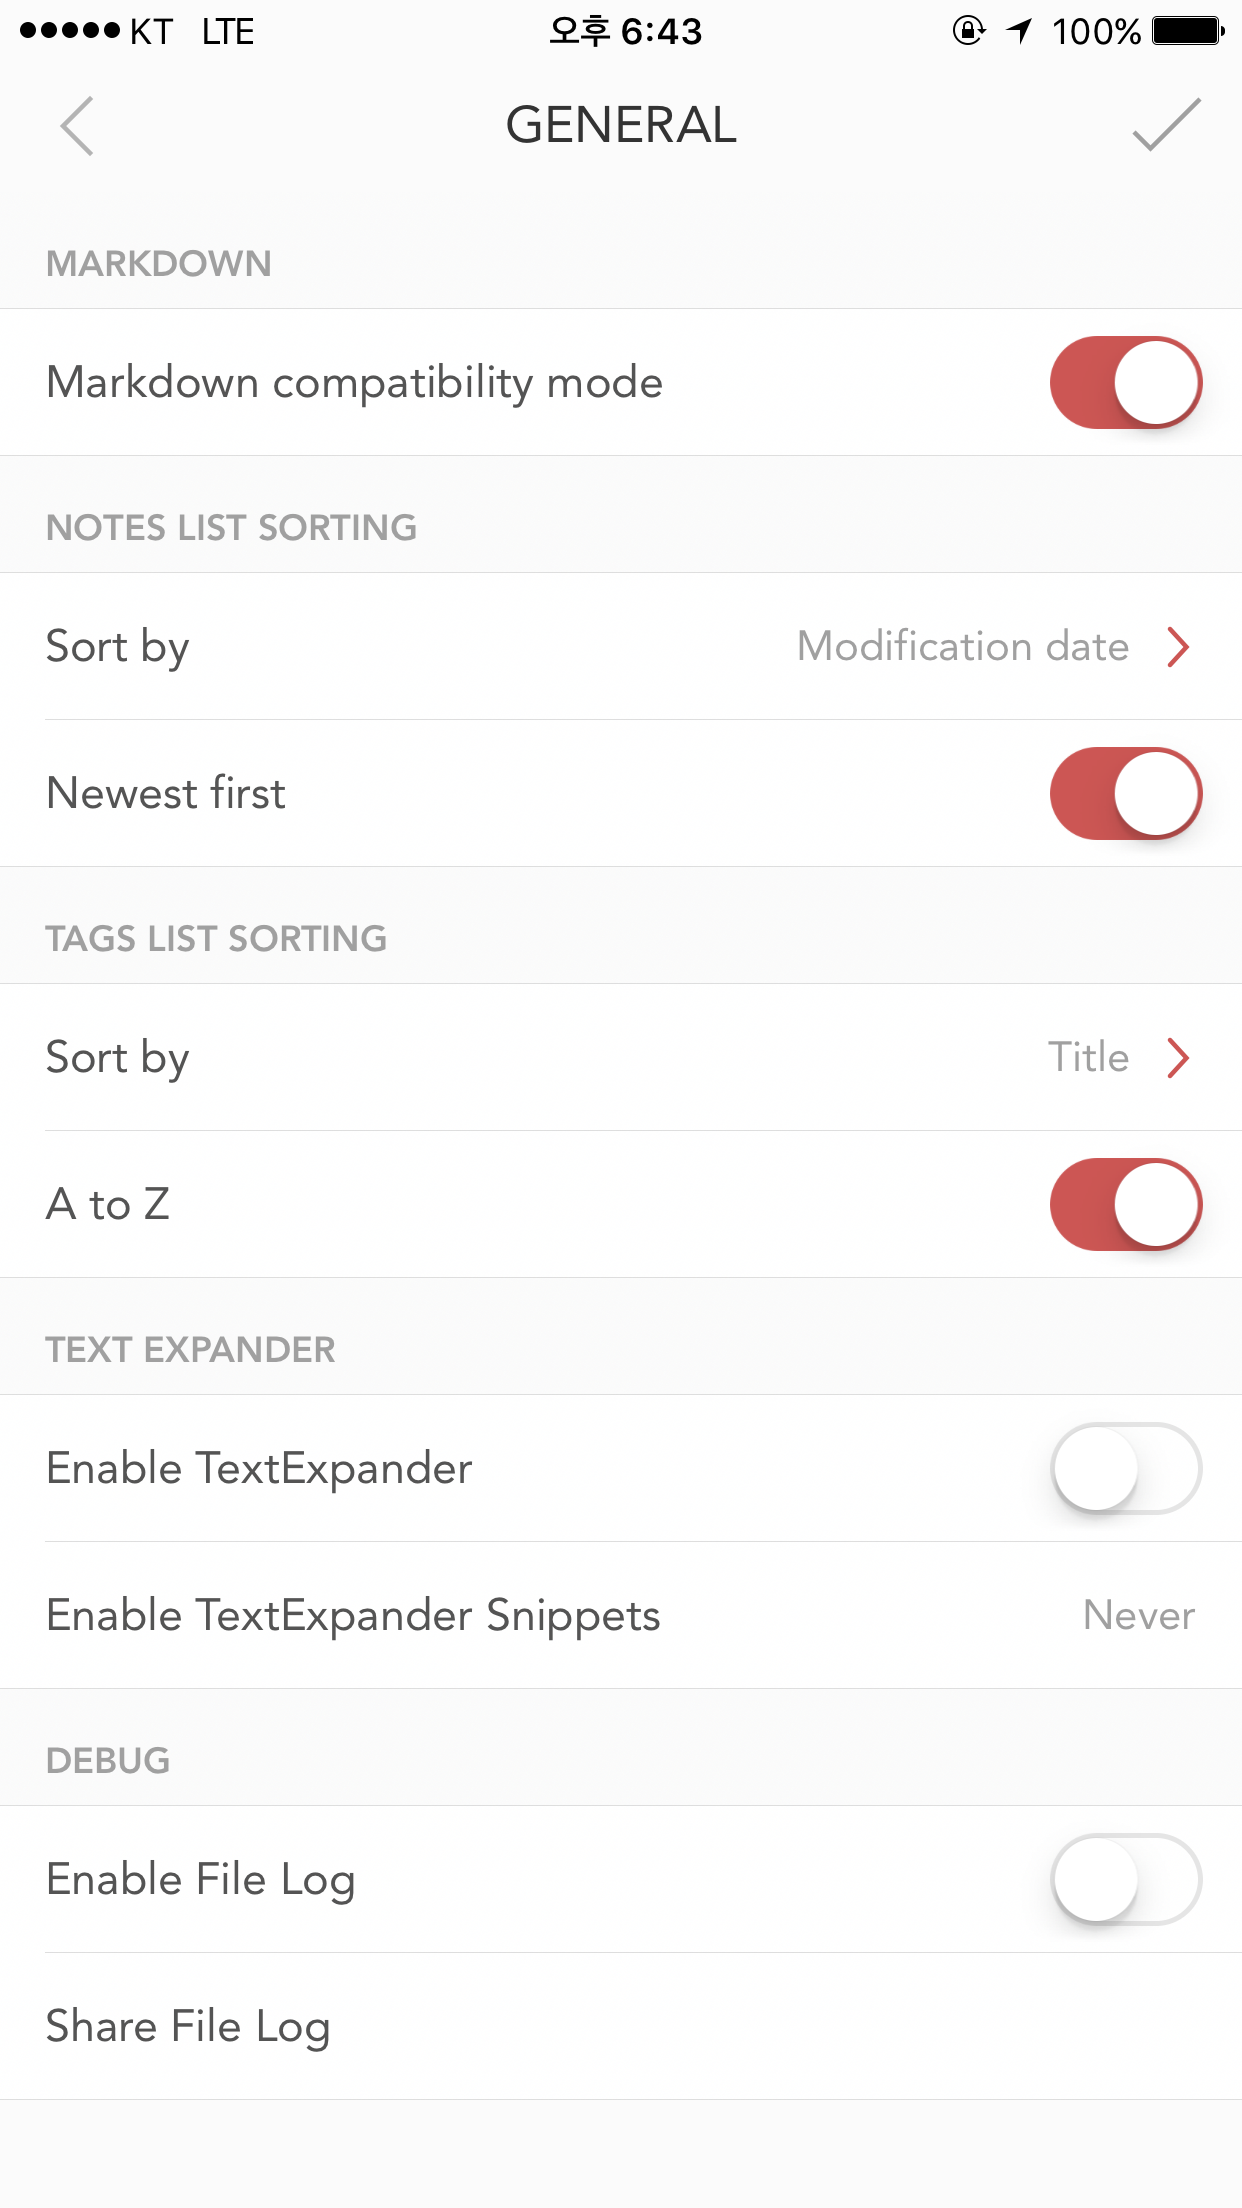 KT LTE 오후 6:43 100%
GENERAL
MARKDOWN
Markdown compatibility mode
NOTES LIST SORTING
Sort by Modification date
Newest first
TAGS LIST SORTING
Sort by Title
A to Z
TEXT EXPANDER
Enable TextExpander
Enable TextExpander Snippets Never
DEBUG
Enable File Log
Share File Log